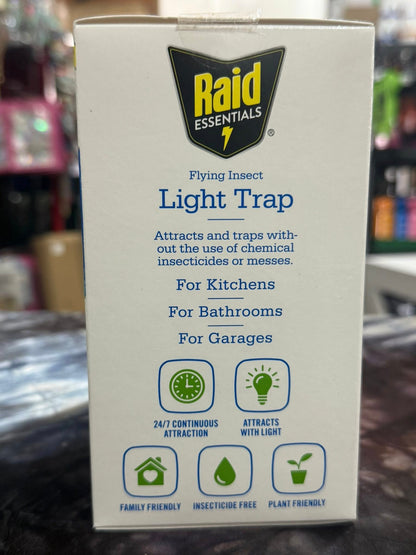 Raid
ESSENTIALS
®
Flying Insect
Light Trap
Attracts and traps with-
out the use of chemical
insecticides or messes.
For Kitchens
For Bathrooms
For Garages
24/7 CONTINUOUS
ATTRACTION
ATTRACTS
WITH LIGHT
FAMILY FRIENDLY
INSECTICIDE FREE
PLANT FRIENDLY